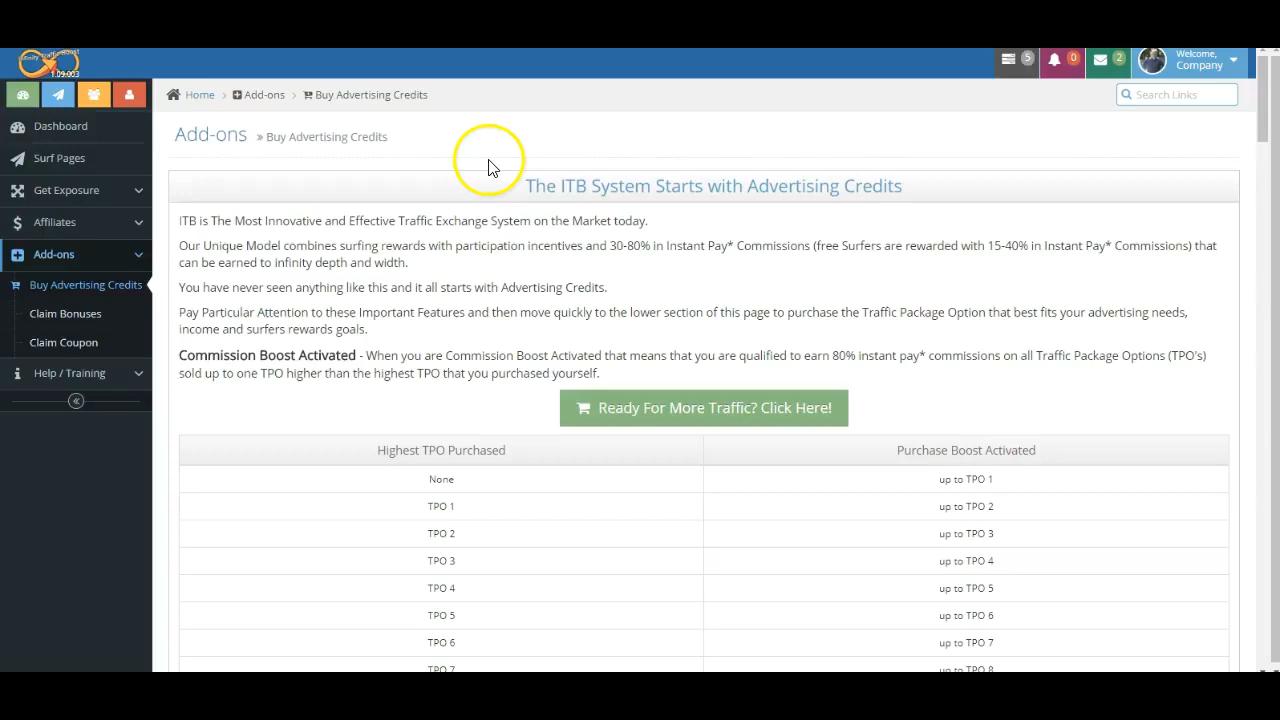 Infinity Traffic Boost
1.09.003
5
0
2
Welcome,
Company
Home
Add-ons
Buy Advertising Credits
Search Links
Dashboard
Surf Pages
Get Exposure
Affiliates
Add-ons
Buy Advertising Credits
Claim Bonuses
Claim Coupon
Help / Training
Add-ons » Buy Advertising Credits
The ITB System Starts with Advertising Credits
ITB is The Most Innovative and Effective Traffic Exchange System on the Market today.
Our Unique Model combines surfing rewards with participation incentives and 30-80% in Instant Pay* Commissions (free Surfers are rewarded with 15-40% in Instant Pay* Commissions) that
can be earned to infinity depth and width.
You have never seen anything like this and it all starts with Advertising Credits.
Pay Particular Attention to these Important Features and then move quickly to the lower section of this page to purchase the Traffic Package Option that best fits your advertising needs,
income and surfers rewards goals.
Commission Boost Activated - When you are Commission Boost Activated that means that you are qualified to earn 80% instant pay* commissions on all Traffic Package Options (TPO's)
sold up to one TPO higher than the highest TPO that you purchased yourself.
Ready For More Traffic? Click Here!
Highest TPO Purchased Purchase Boost Activated
None up to TPO 1
TPO 1 up to TPO 2
TPO 2 up to TPO 3
TPO 3 up to TPO 4
TPO 4 up to TPO 5
TPO 5 up to TPO 6
TPO 6 up to TPO 7
TPO 7 up to TPO 8